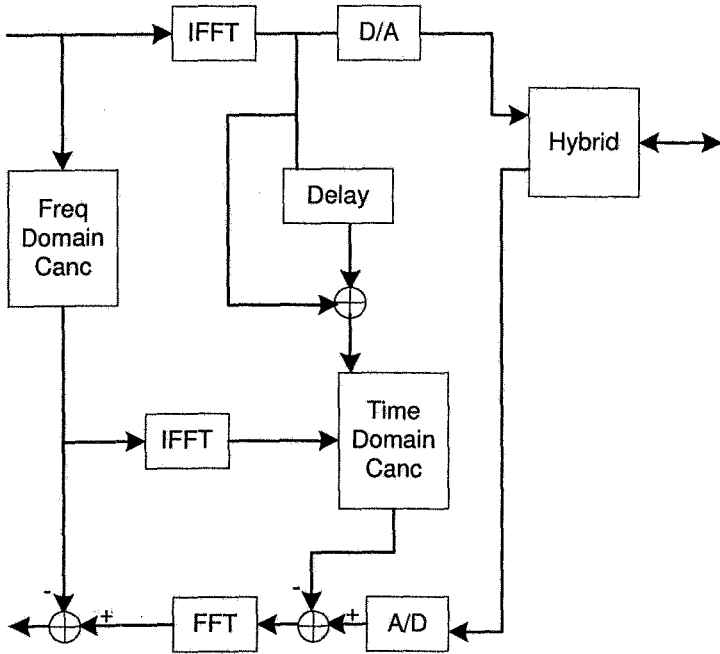 IFFT
D/A
Hybrid
Freq
Domain
Canc
Delay
Time
Domain
Canc
IFFT
-
-
+
FFT
+
A/D